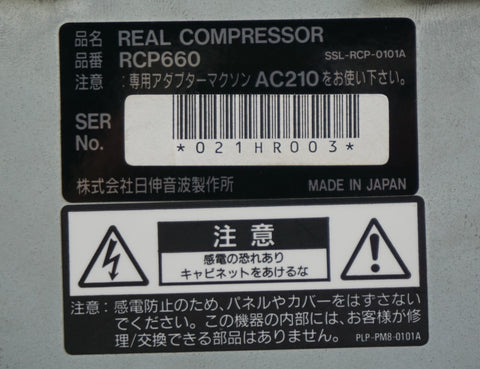 品名 REAL COMPRESSOR
品番 RCP660 SSL-RCP-0101A
注意:専用アダプターマクソン AC210をお使い下さい。
SER No.
*021HR003*
株式会社日伸音波製作所 MADE IN JAPAN
注意
感電の恐れあり
キャビネットをあけるな
注意:感電防止のため、パネルやカバーをはずさない
でください。この機器の内部には、お客様が修
理/交換できる部品はありません。 PLP-PM8-0101A